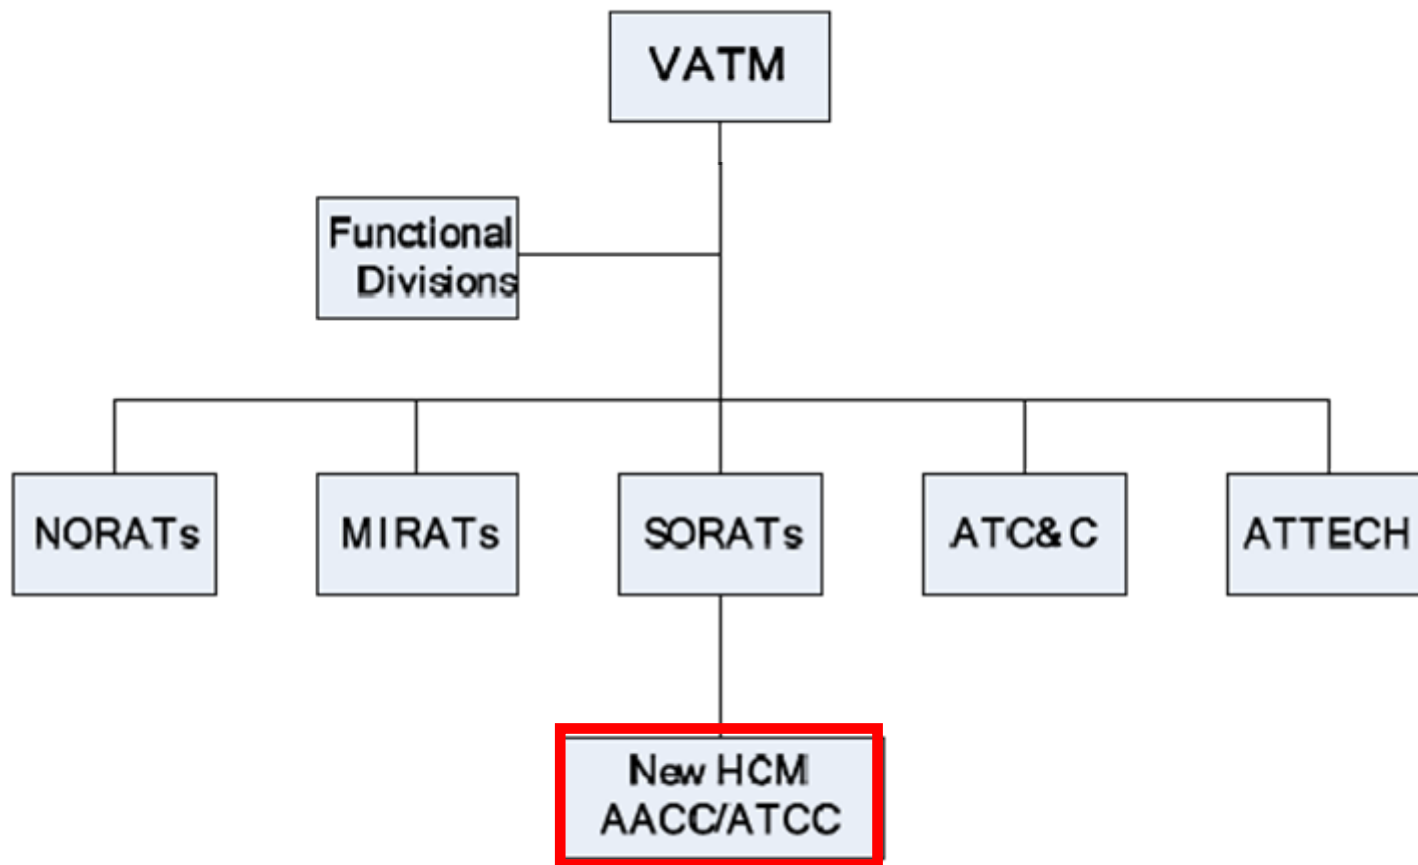 VATM
Functional
Divisions
NORATs
MIRATs
SORATs
ATC&C
ATTECH
New HCM
AACC/ATCC